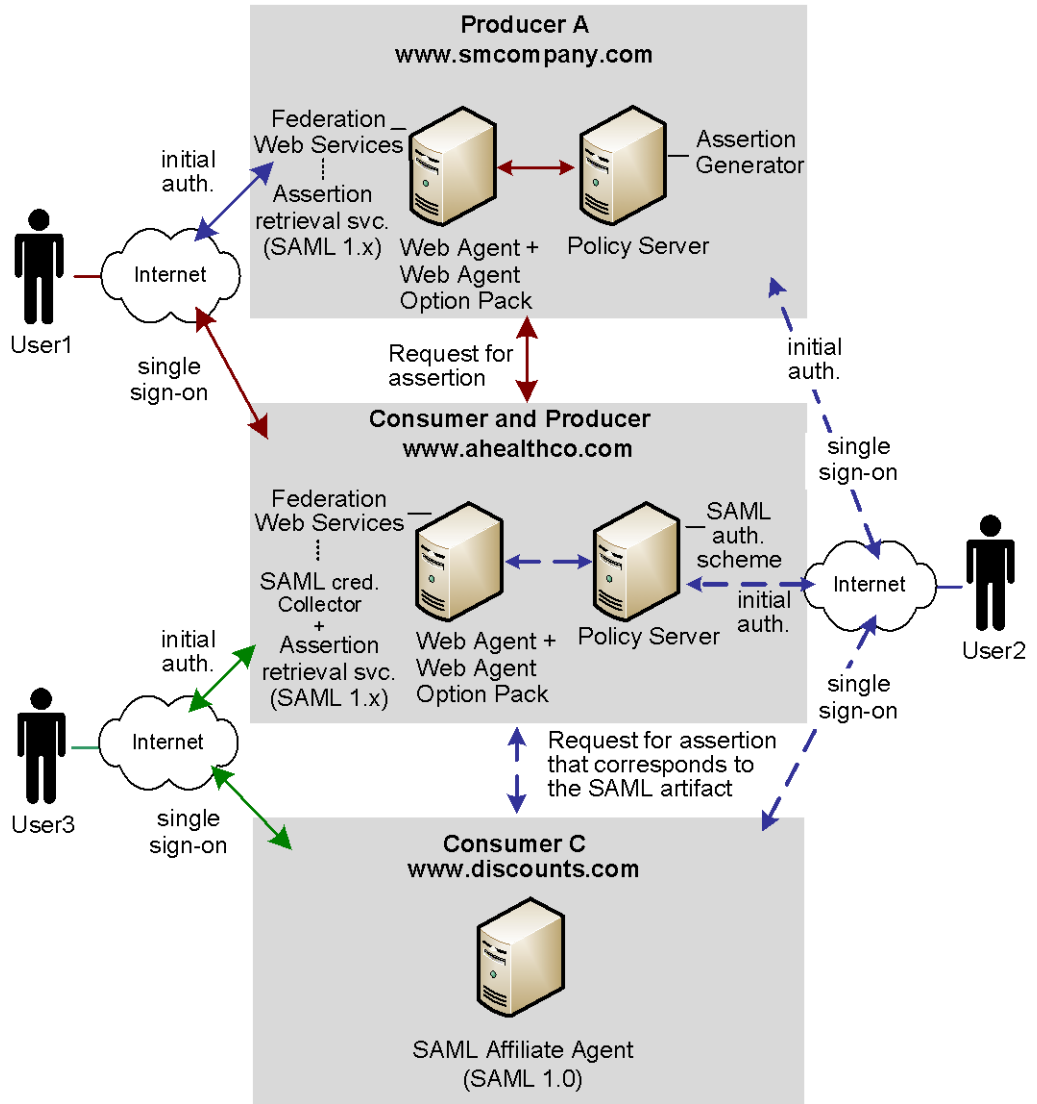 Producer A
www.smcompany.com
Federation
Web Services
Assertion
retrieval svc.
(SAML 1.x)
Web Agent +
Web Agent
Option Pack
Policy Server
Assertion
Generator
initial
auth.
Internet
User1
single
sign-on
Request for
assertion
initial
auth.
single
sign-on
Consumer and Producer
www.ahealthco.com
Federation
Web Services
SAML cred.
Collector
+
Assertion
retrieval svc.
(SAML 1.x)
Web Agent +
Web Agent
Option Pack
Policy Server
SAML
auth.
scheme
initial
auth.
Internet
User2
single
sign-on
initial
auth.
Internet
User3
single
sign-on
Request for assertion
that corresponds to
the SAML artifact
Consumer C
www.discounts.com
SAML Affiliate Agent
(SAML 1.0)